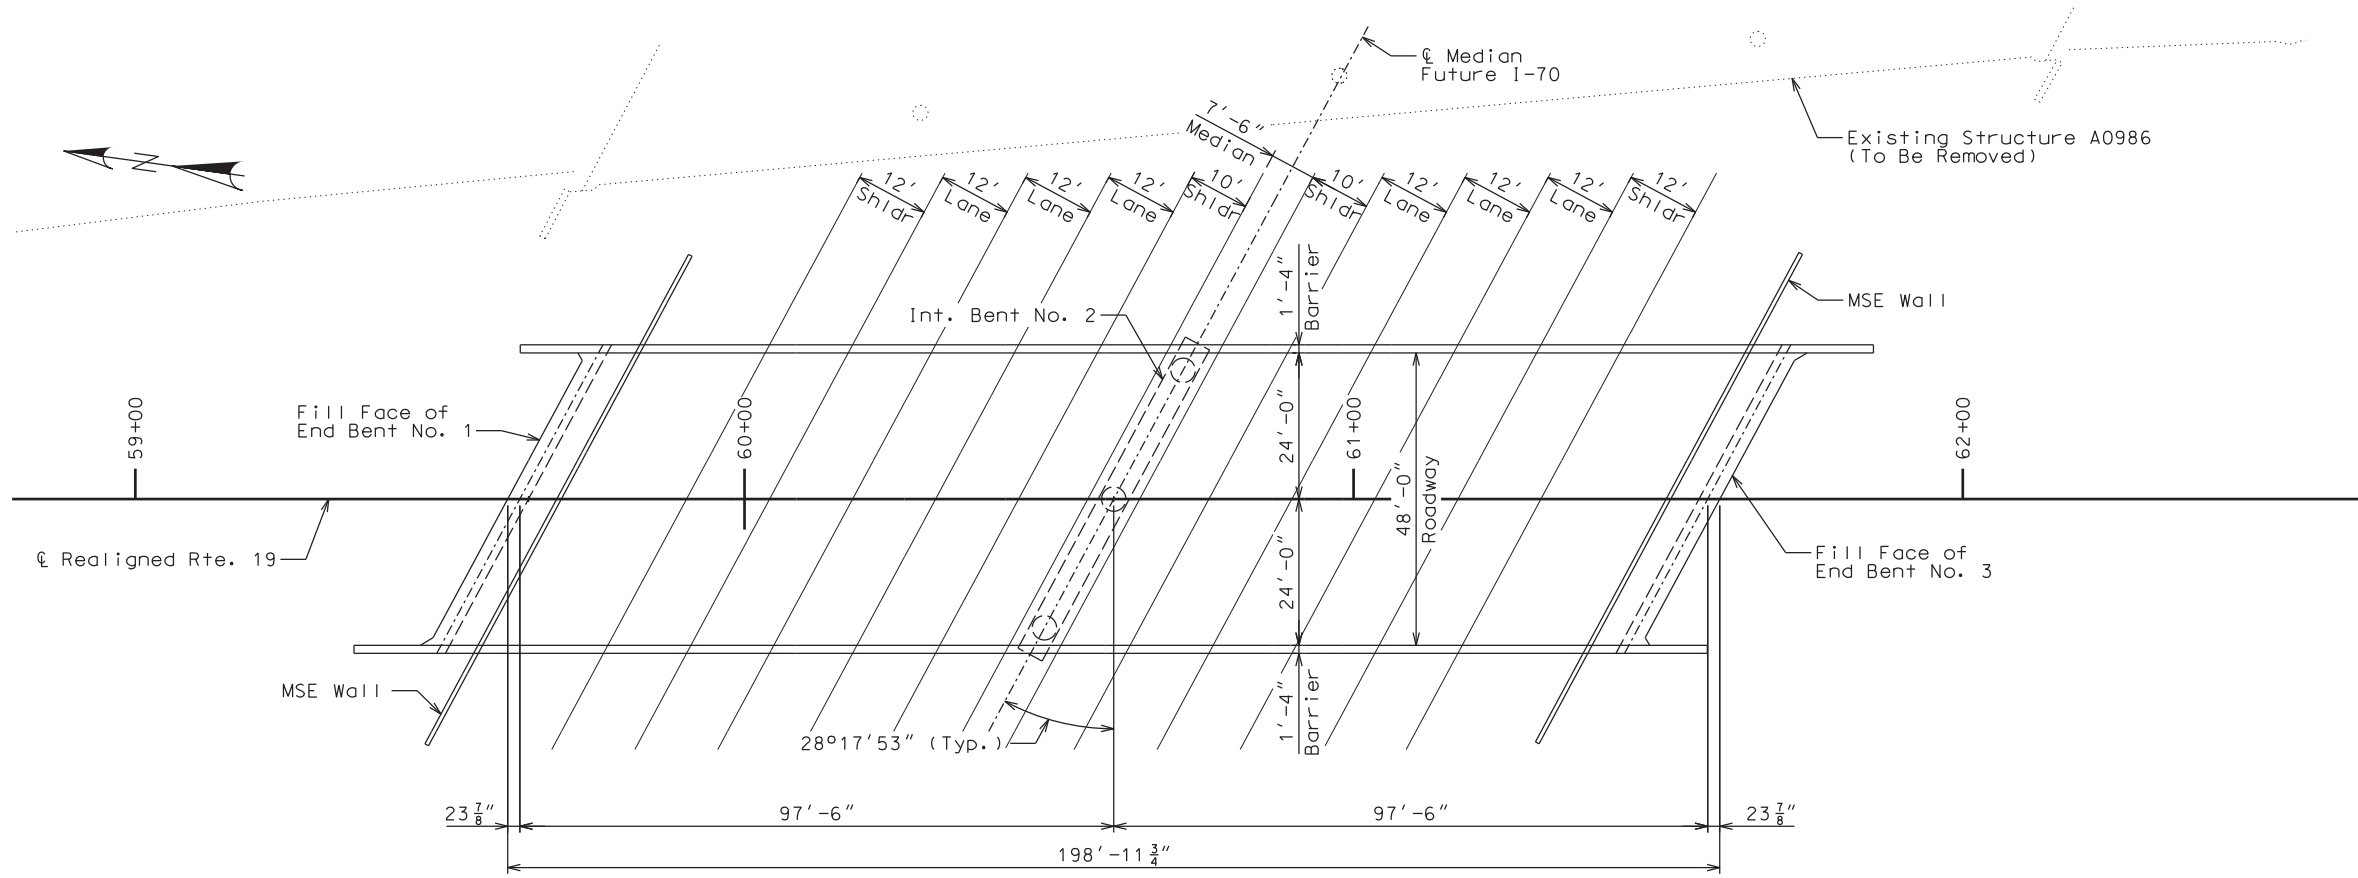 ℄ Median
Future I-70
7'-6"
Median
Existing Structure A0986
(To Be Removed)
N
12'
Shldr
12'
Lane
12'
Lane
12'
Lane
10'
Shldr
10'
Shldr
12'
Lane
12'
Lane
12'
Lane
12'
Shldr
1'-4"
Barrier
Int. Bent No. 2
MSE Wall
Fill Face of
End Bent No. 1
59+00
60+00
61+00
62+00
24'-0"
48'-0"
Roadway
℄ Realigned Rte. 19
24'-0"
Fill Face of
End Bent No. 3
MSE Wall
1'-4"
Barrier
28°17'53" (Typ.)
23 7/8"
97'-6"
97'-6"
23 7/8"
198'-11 3/4"